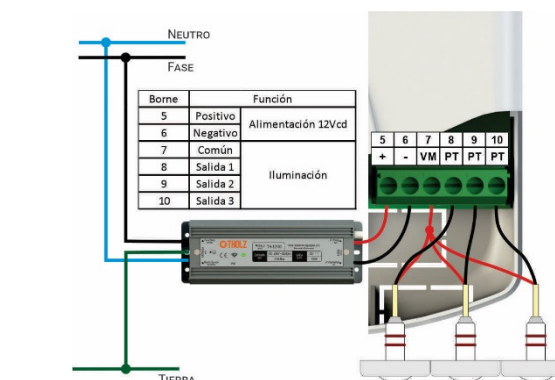 NEUTRO
FASE
Borne Función
5 Positivo Alimentación 12Vcd
6 Negativo
7 Común Iluminación
8 Salida 1
9 Salida 2
10 Salida 3
5 6 7 8 9 10
+ - VM PT PT PT
THOLZ
TIERRA